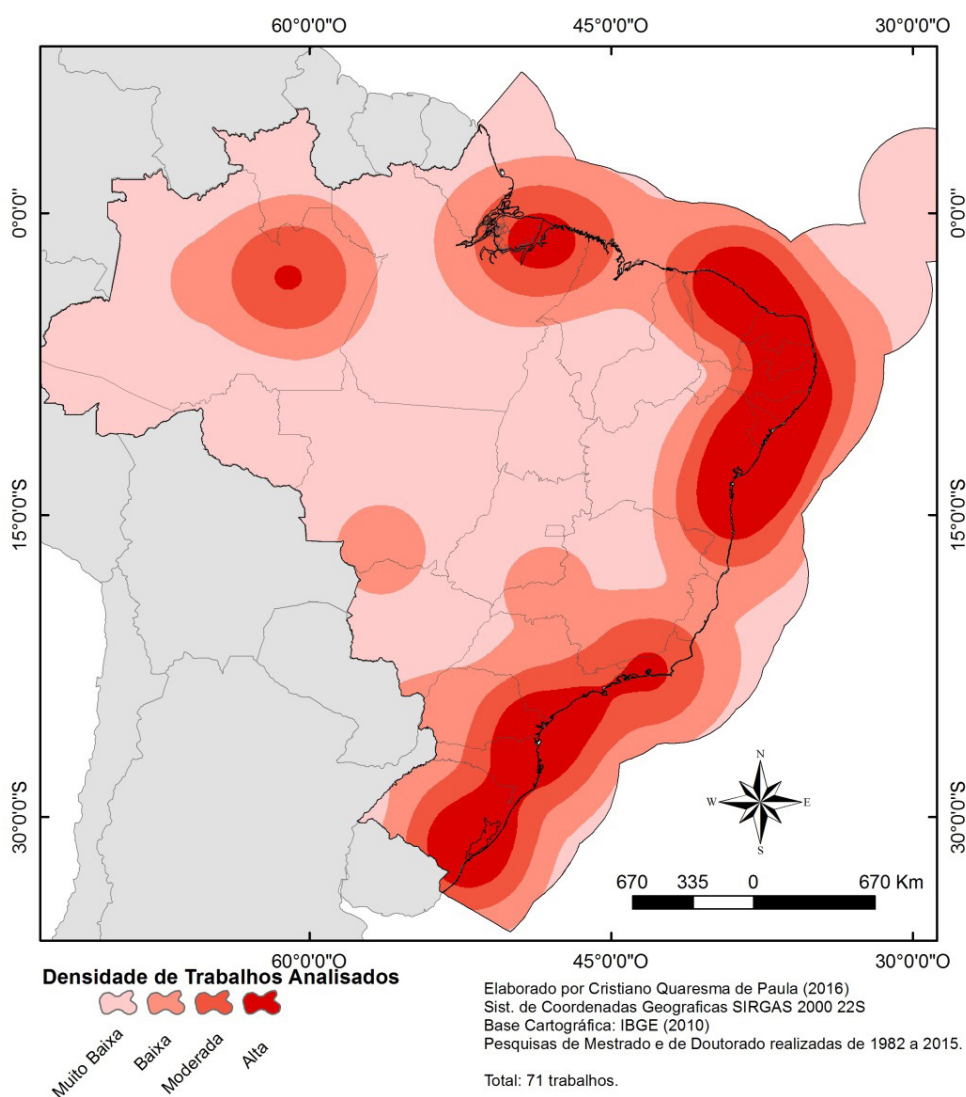 60°0'0"O 45°0'0"O 30°0'0"O
0°0'0" 0°0'0"
15°0'0"S 15°0'0"S
30°0'0"S 30°0'0"S
N
W E
S
670 335 0 670 Km
60°0'0"O 45°0'0"O 30°0'0"O
Densidade de Trabalhos Analisados
Muito Baixa
Baixa
Moderada
Alta
Elaborado por Cristiano Quaresma de Paula (2016)
Sist. de Coordenadas Geograficas SIRGAS 2000 22S
Base Cartográfica: IBGE (2010)
Pesquisas de Mestrado e de Doutorado realizadas de 1982 a 2015.
Total: 71 trabalhos.